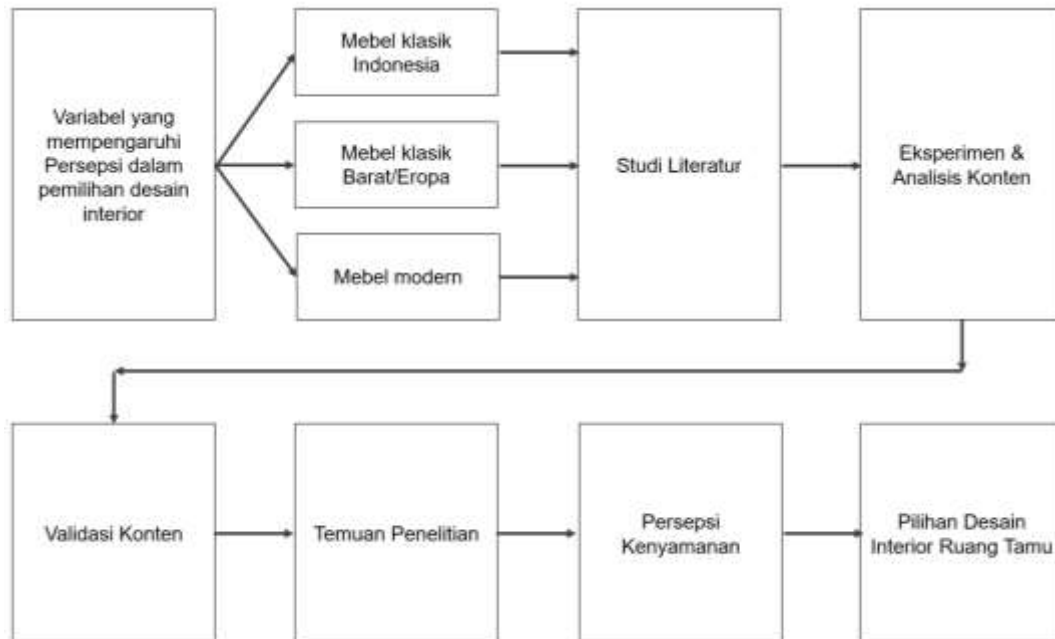 Variabel yang
mempengaruhi
Persepsi dalam
pemilihan desain
interior
Mebel klasik
Indonesia
Mebel klasik
Barat/Eropa
Mebel modern
Studi Literatur
Eksperimen &
Analisis Konten
Validasi Konten
Temuan Penelitian
Persepsi
Kenyamanan
Pilihan Desain
Interior Ruang Tamu